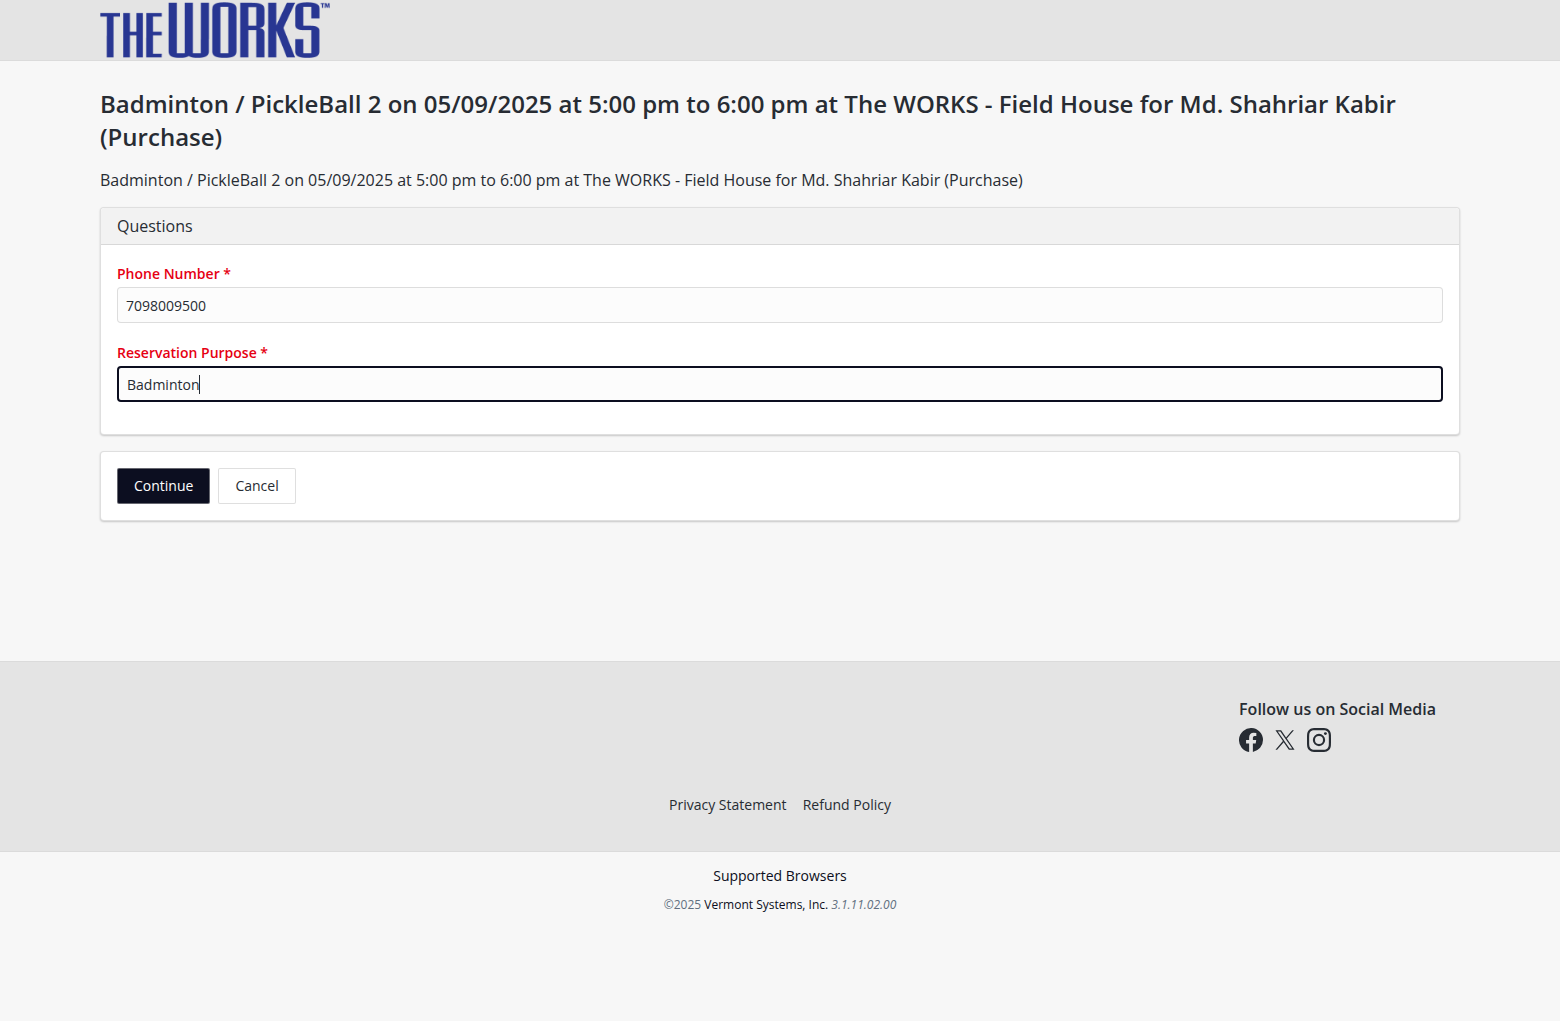 THE WORKS™
Badminton / PickleBall 2 on 05/09/2025 at 5:00 pm to 6:00 pm at The WORKS - Field House for Md. Shahriar Kabir
(Purchase)
Badminton / PickleBall 2 on 05/09/2025 at 5:00 pm to 6:00 pm at The WORKS - Field House for Md. Shahriar Kabir (Purchase)
Questions
Phone Number *
7098009500
Reservation Purpose *
Badminton
Continue Cancel
Follow us on Social Media
Privacy Statement Refund Policy
Supported Browsers
©2025 Vermont Systems, Inc. 3.1.11.02.00